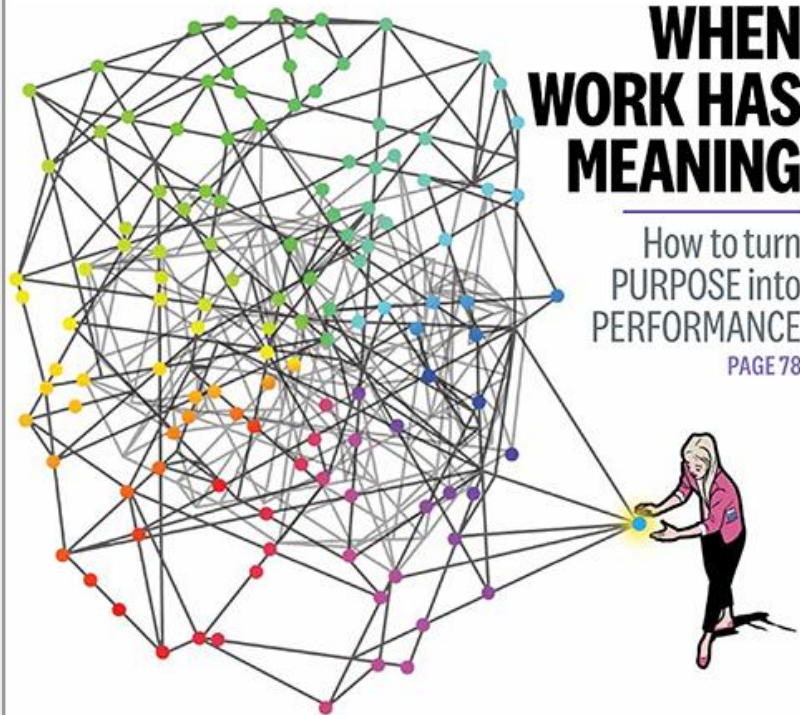 WHEN
WORK HAS
MEANING
How to turn
PURPOSE into
PERFORMANCE
PAGE 78